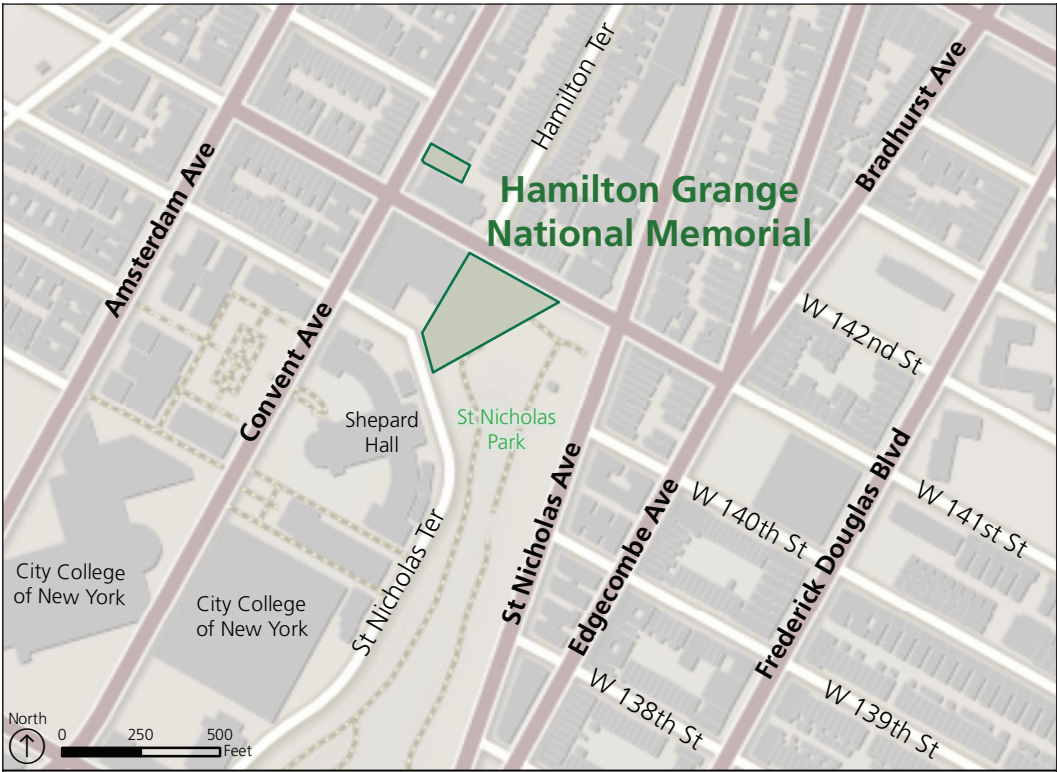 Hamilton Ter
Bradhurst Ave
Amsterdam Ave
Hamilton Grange
National Memorial
W 142nd St
Convent Ave
Shepard
Hall
St Nicholas
Park
St Nicholas Ave
Frederick Douglas Blvd
W 140th St
W 141st St
Edgecombe Ave
St Nicholas Ter
City College
of New York
City College
of New York
W 138th St
W 139th St
North
0 250 500
Feet